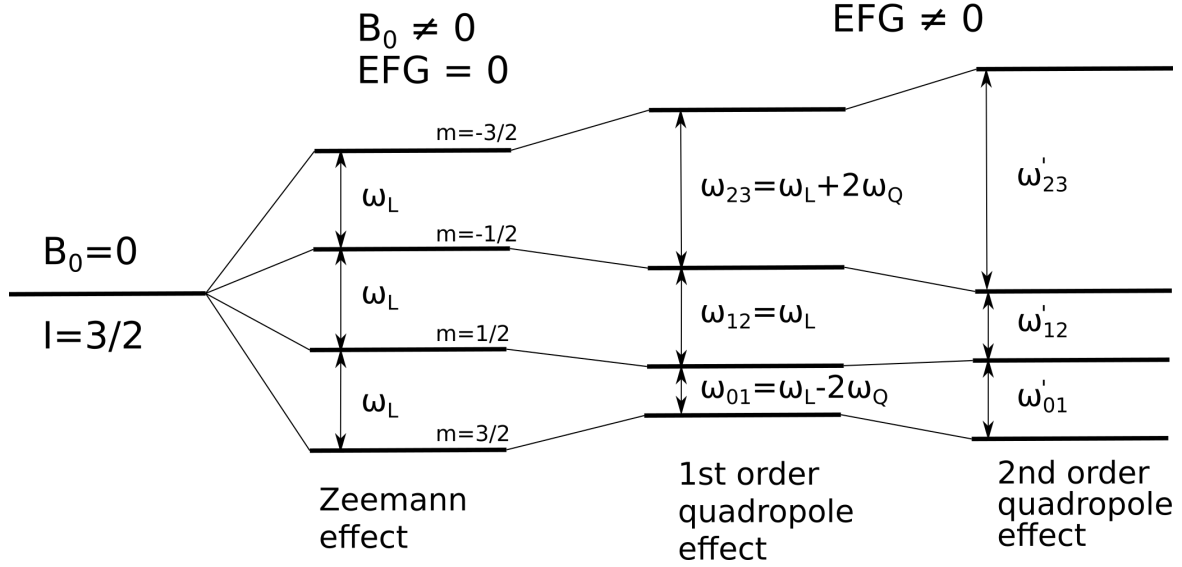 B₀ ≠ 0
EFG = 0
EFG ≠ 0
B₀=0
I=3/2
m=-3/2
m=-1/2
m=1/2
m=3/2
ω_L
ω_L
ω_L
Zeemann
effect
ω₂₃=ω_L+2ω_Q
ω₁₂=ω_L
ω₀₁=ω_L-2ω_Q
1st order
quadropole
effect
ω'₂₃
ω'₁₂
ω'₀₁
2nd order
quadropole
effect